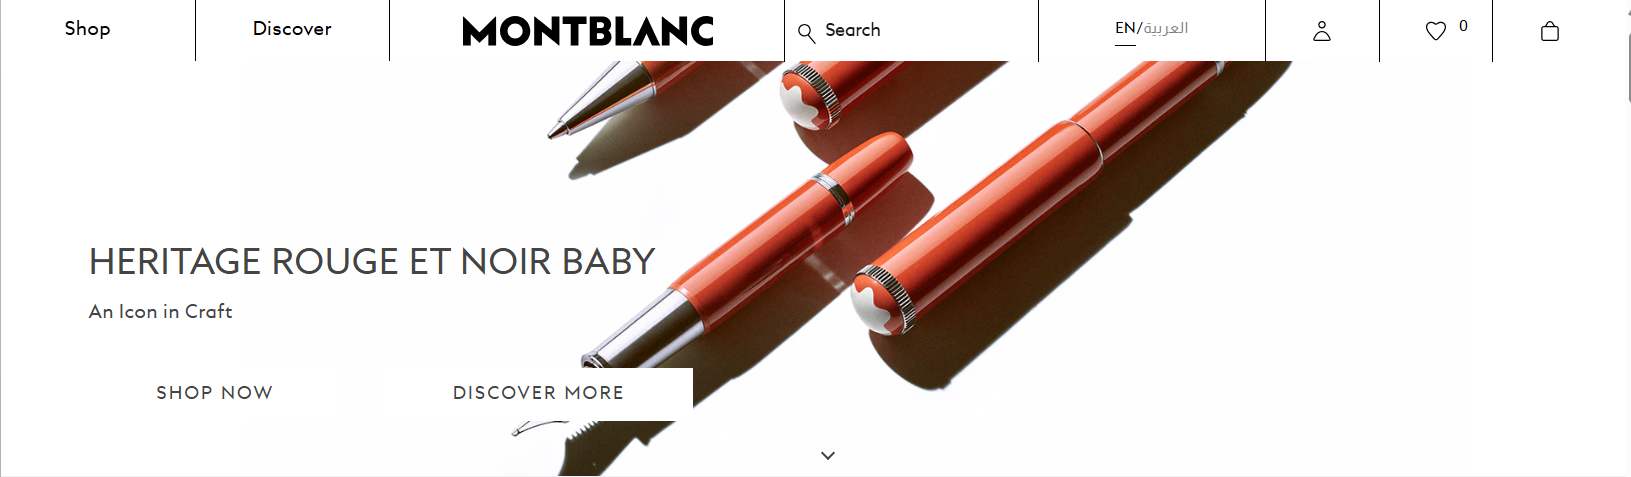 Shop
Discover
MONTBLANC
Search
EN/العربية
0
HERITAGE ROUGE ET NOIR BABY
An Icon in Craft
SHOP NOW
DISCOVER MORE